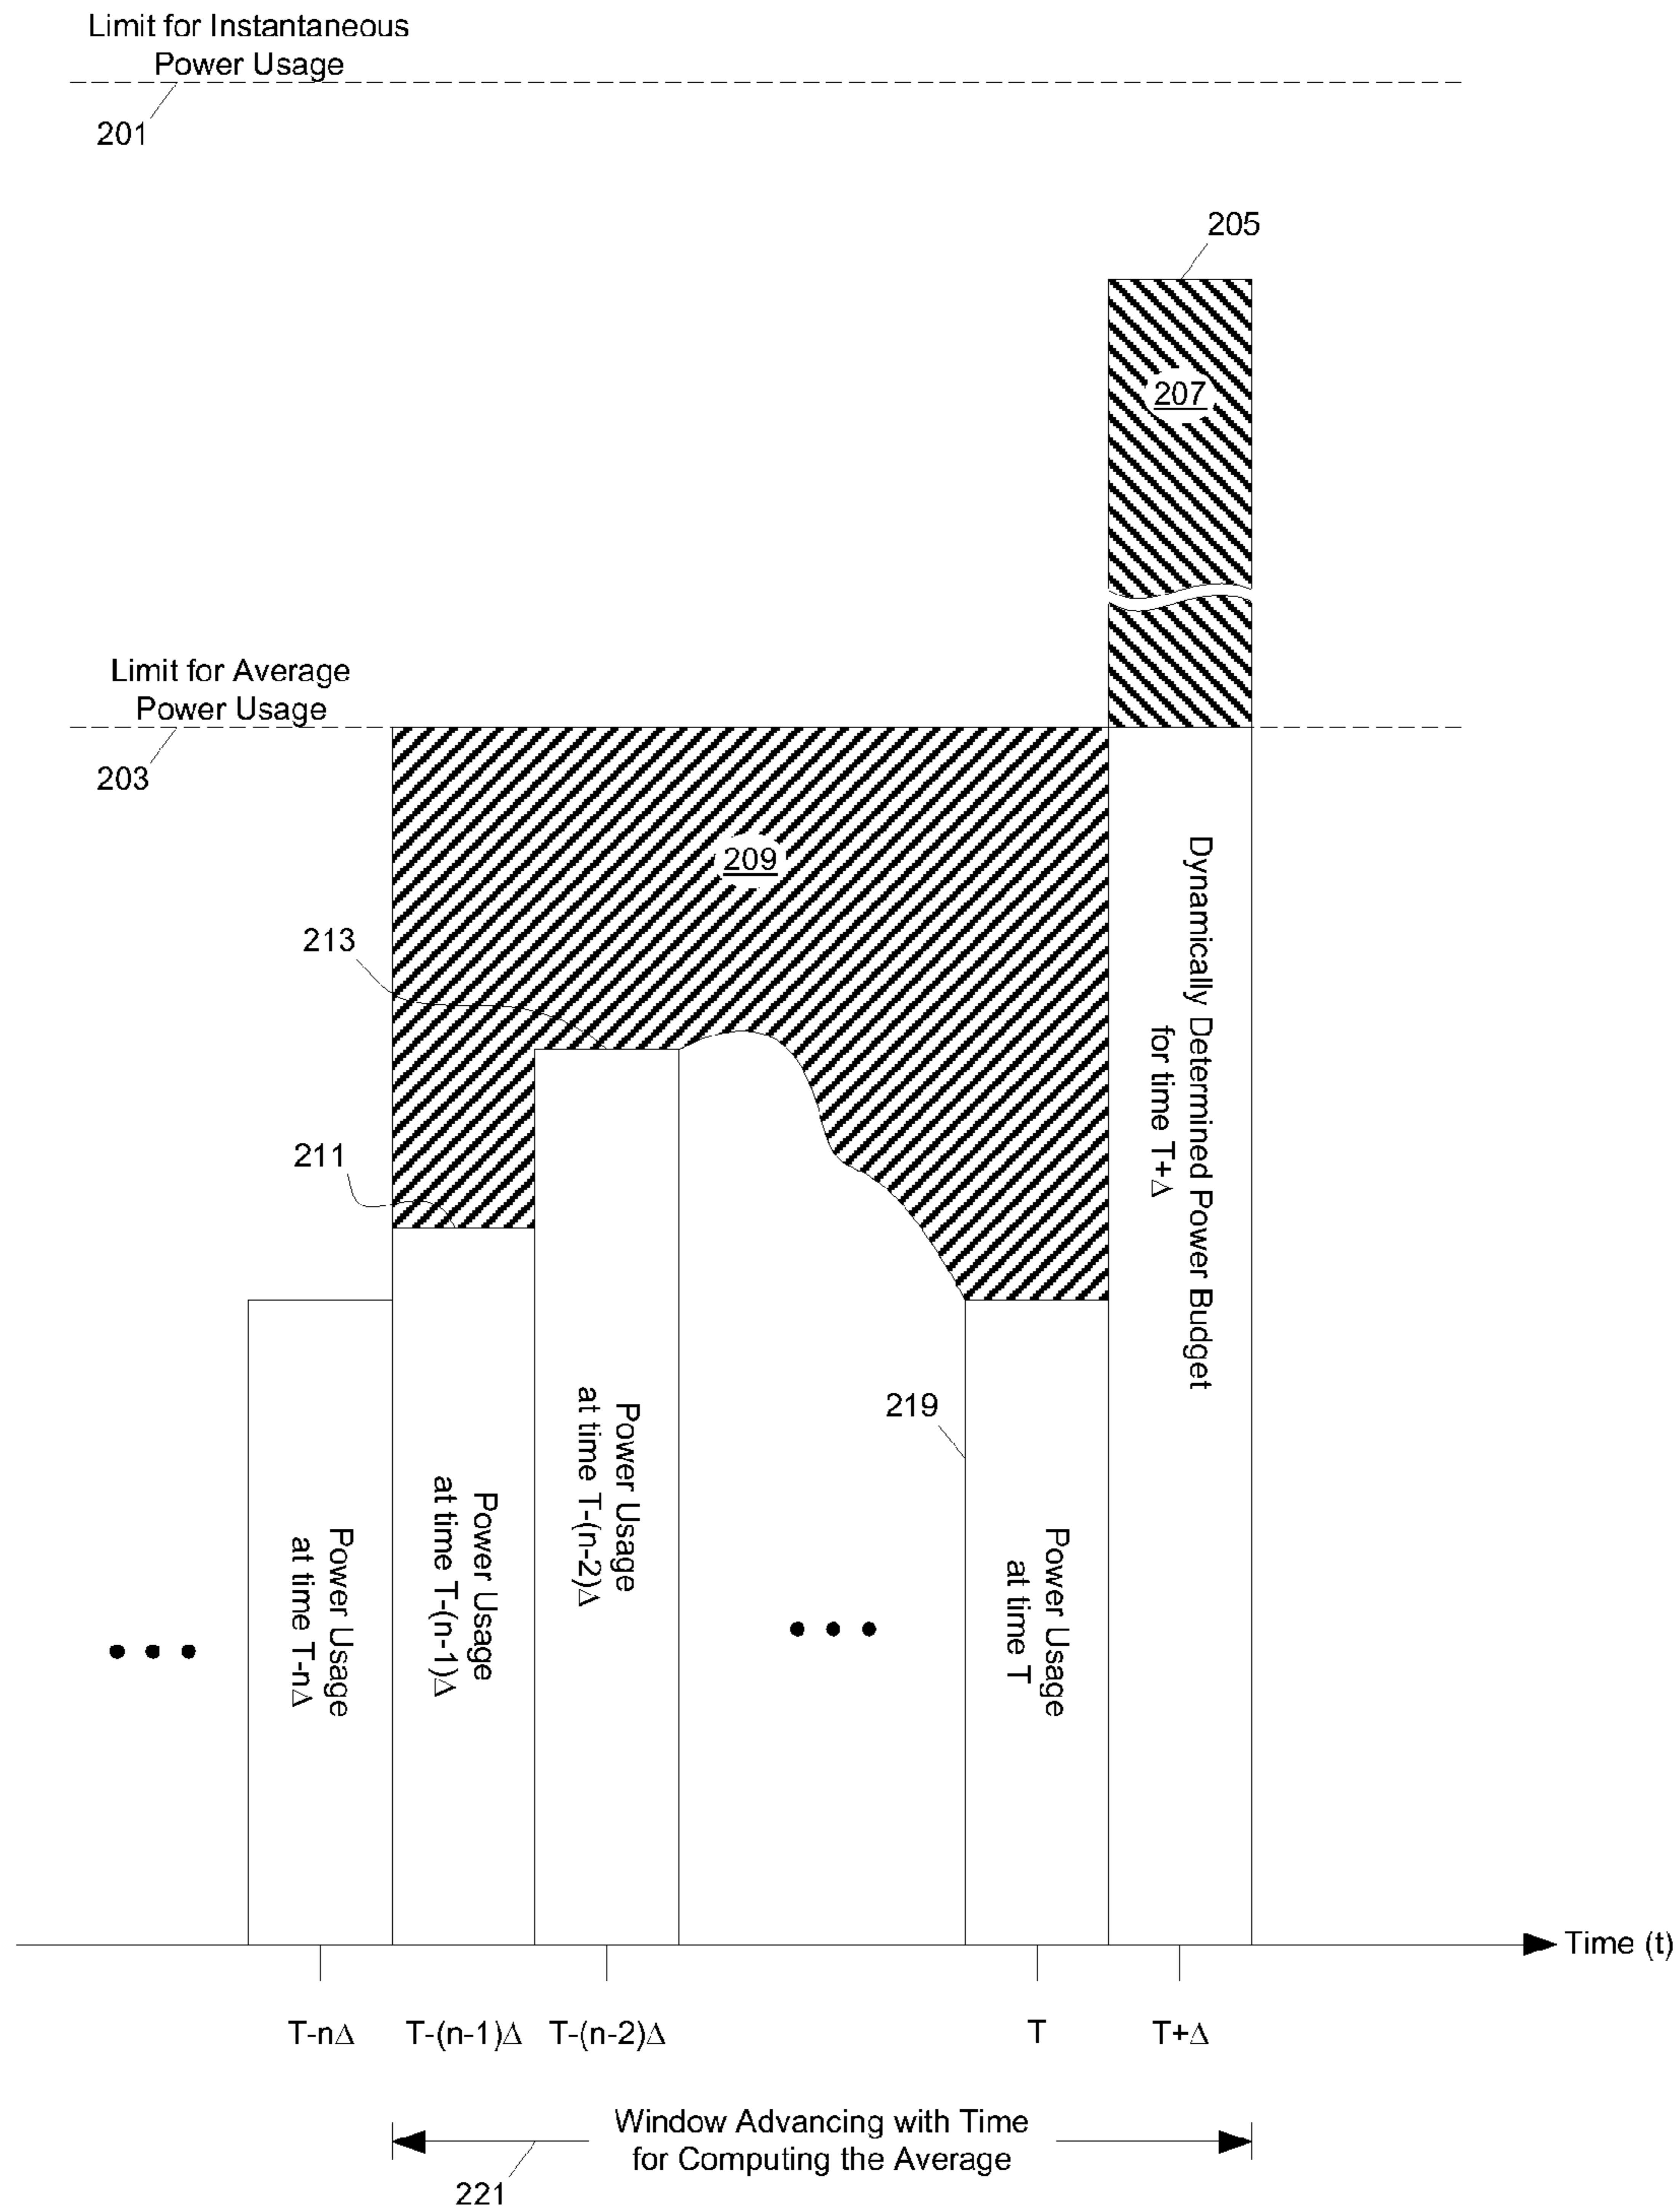 Limit for Instantaneous
Power Usage
201
205
207
Limit for Average
Power Usage
203
209
213
211
219
Dynamically Determined Power Budget
for time T+Δ
Power Usage
at time T-nΔ
Power Usage
at time T-(n-1)Δ
Power Usage
at time T-(n-2)Δ
Power Usage
at time T
Time (t)
T-nΔ
T-(n-1)Δ
T-(n-2)Δ
T
T+Δ
Window Advancing with Time
for Computing the Average
221